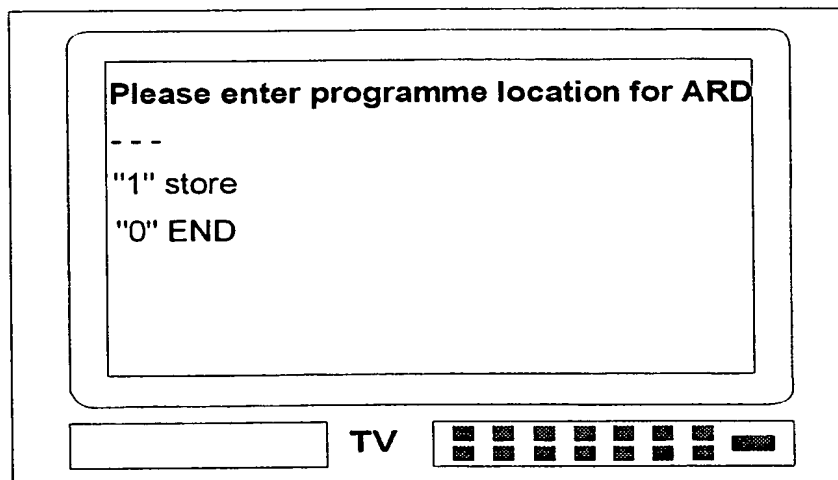 Please enter programme location for ARD
- - -
"1" store
"0" END
TV